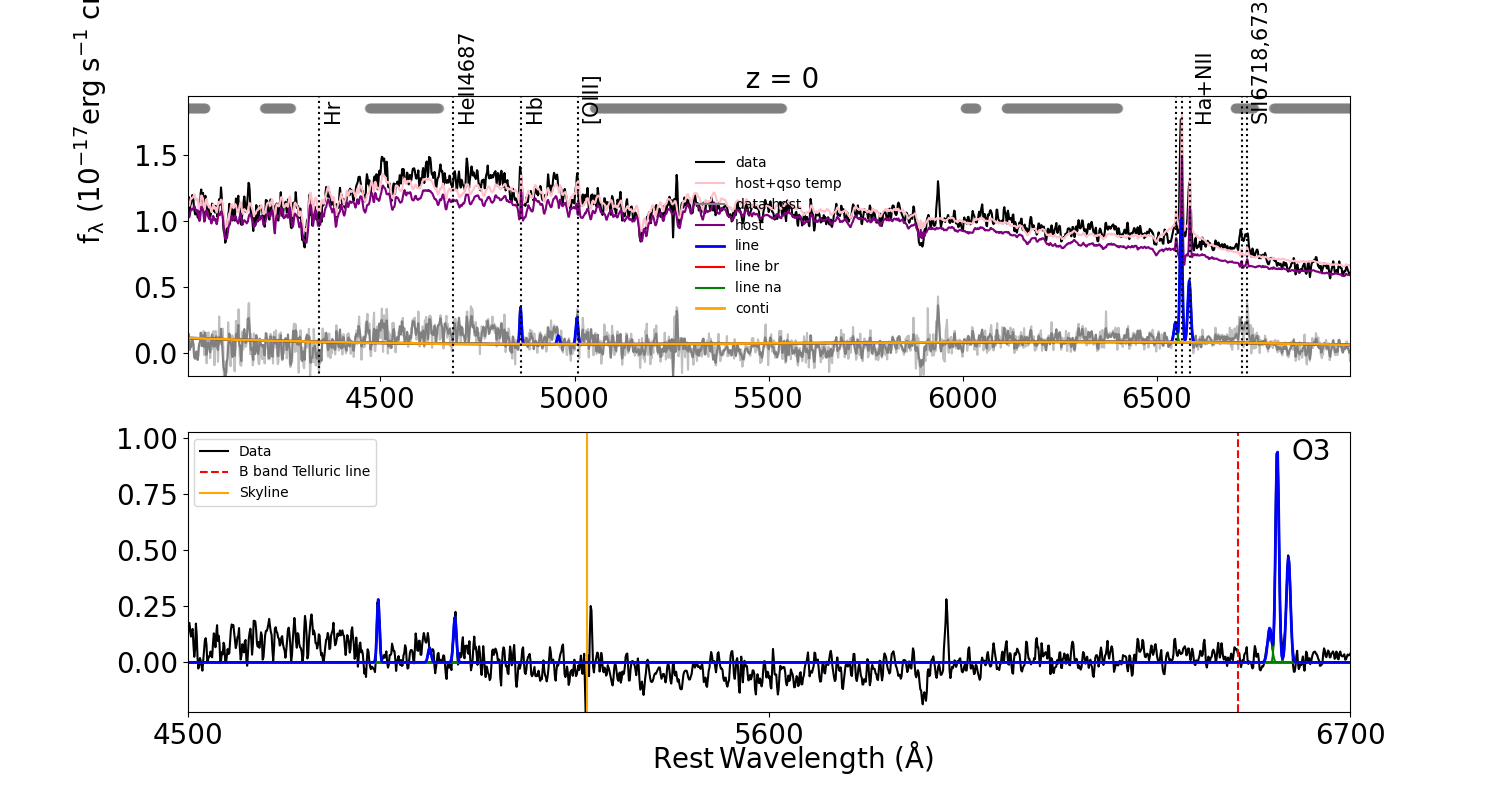 z = 0
fλ (10−17erg s−1 c
Hr
HeII4687
Hb
[OIII]
Ha+NII
SII6718,673
data
host+qso temp
data-host
host
line
line br
line na
conti
1.5
1.0
0.5
0.0
4500 5000 5500 6000 6500
Data
B band Telluric line
Skyline
O3
1.00
0.75
0.50
0.25
0.00
4500 5600 6700
Rest Wavelength (Å)